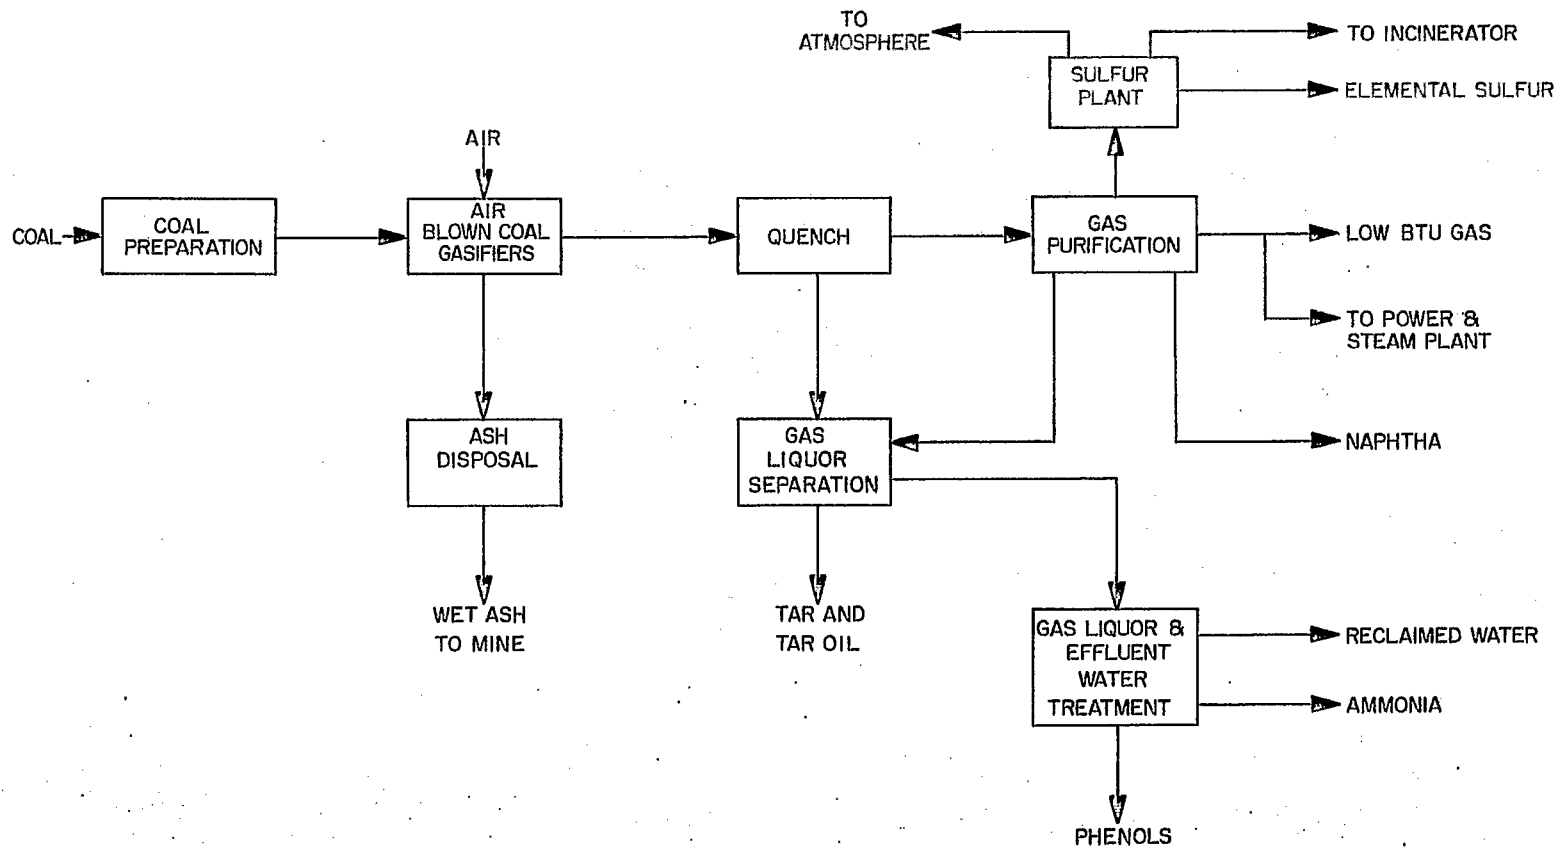 TO
ATMOSPHERE
TO INCINERATOR
SULFUR
PLANT
ELEMENTAL SULFUR
AIR
COAL
COAL
PREPARATION
AIR
BLOWN COAL
GASIFIERS
QUENCH
GAS
PURIFICATION
LOW BTU GAS
TO POWER &
STEAM PLANT
ASH
DISPOSAL
GAS
LIQUOR
SEPARATION
NAPHTHA
WET ASH
TO MINE
TAR AND
TAR OIL
GAS LIQUOR &
EFFLUENT
WATER
TREATMENT
RECLAIMED WATER
AMMONIA
PHENOLS